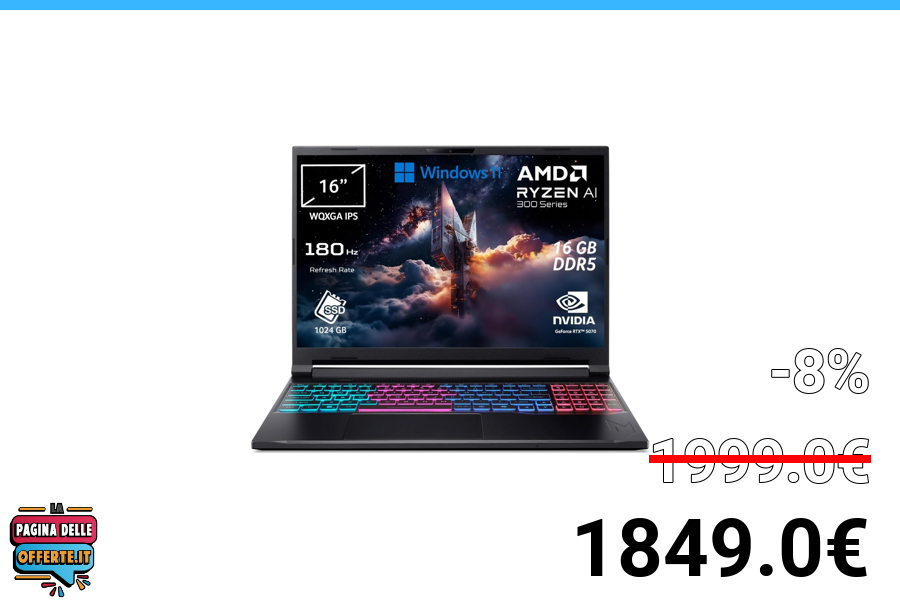 16”
WQXGA IPS
Windows 11
AMD
RYZEN AI
300 Series
180 Hz
Refresh Rate
16 GB
DDR5
SSD
1024 GB
NVIDIA
GeForce RTX™ 5070
-8%
1999.0€
1849.0€
LA
PAGINA DELLE
OFFERTE.IT